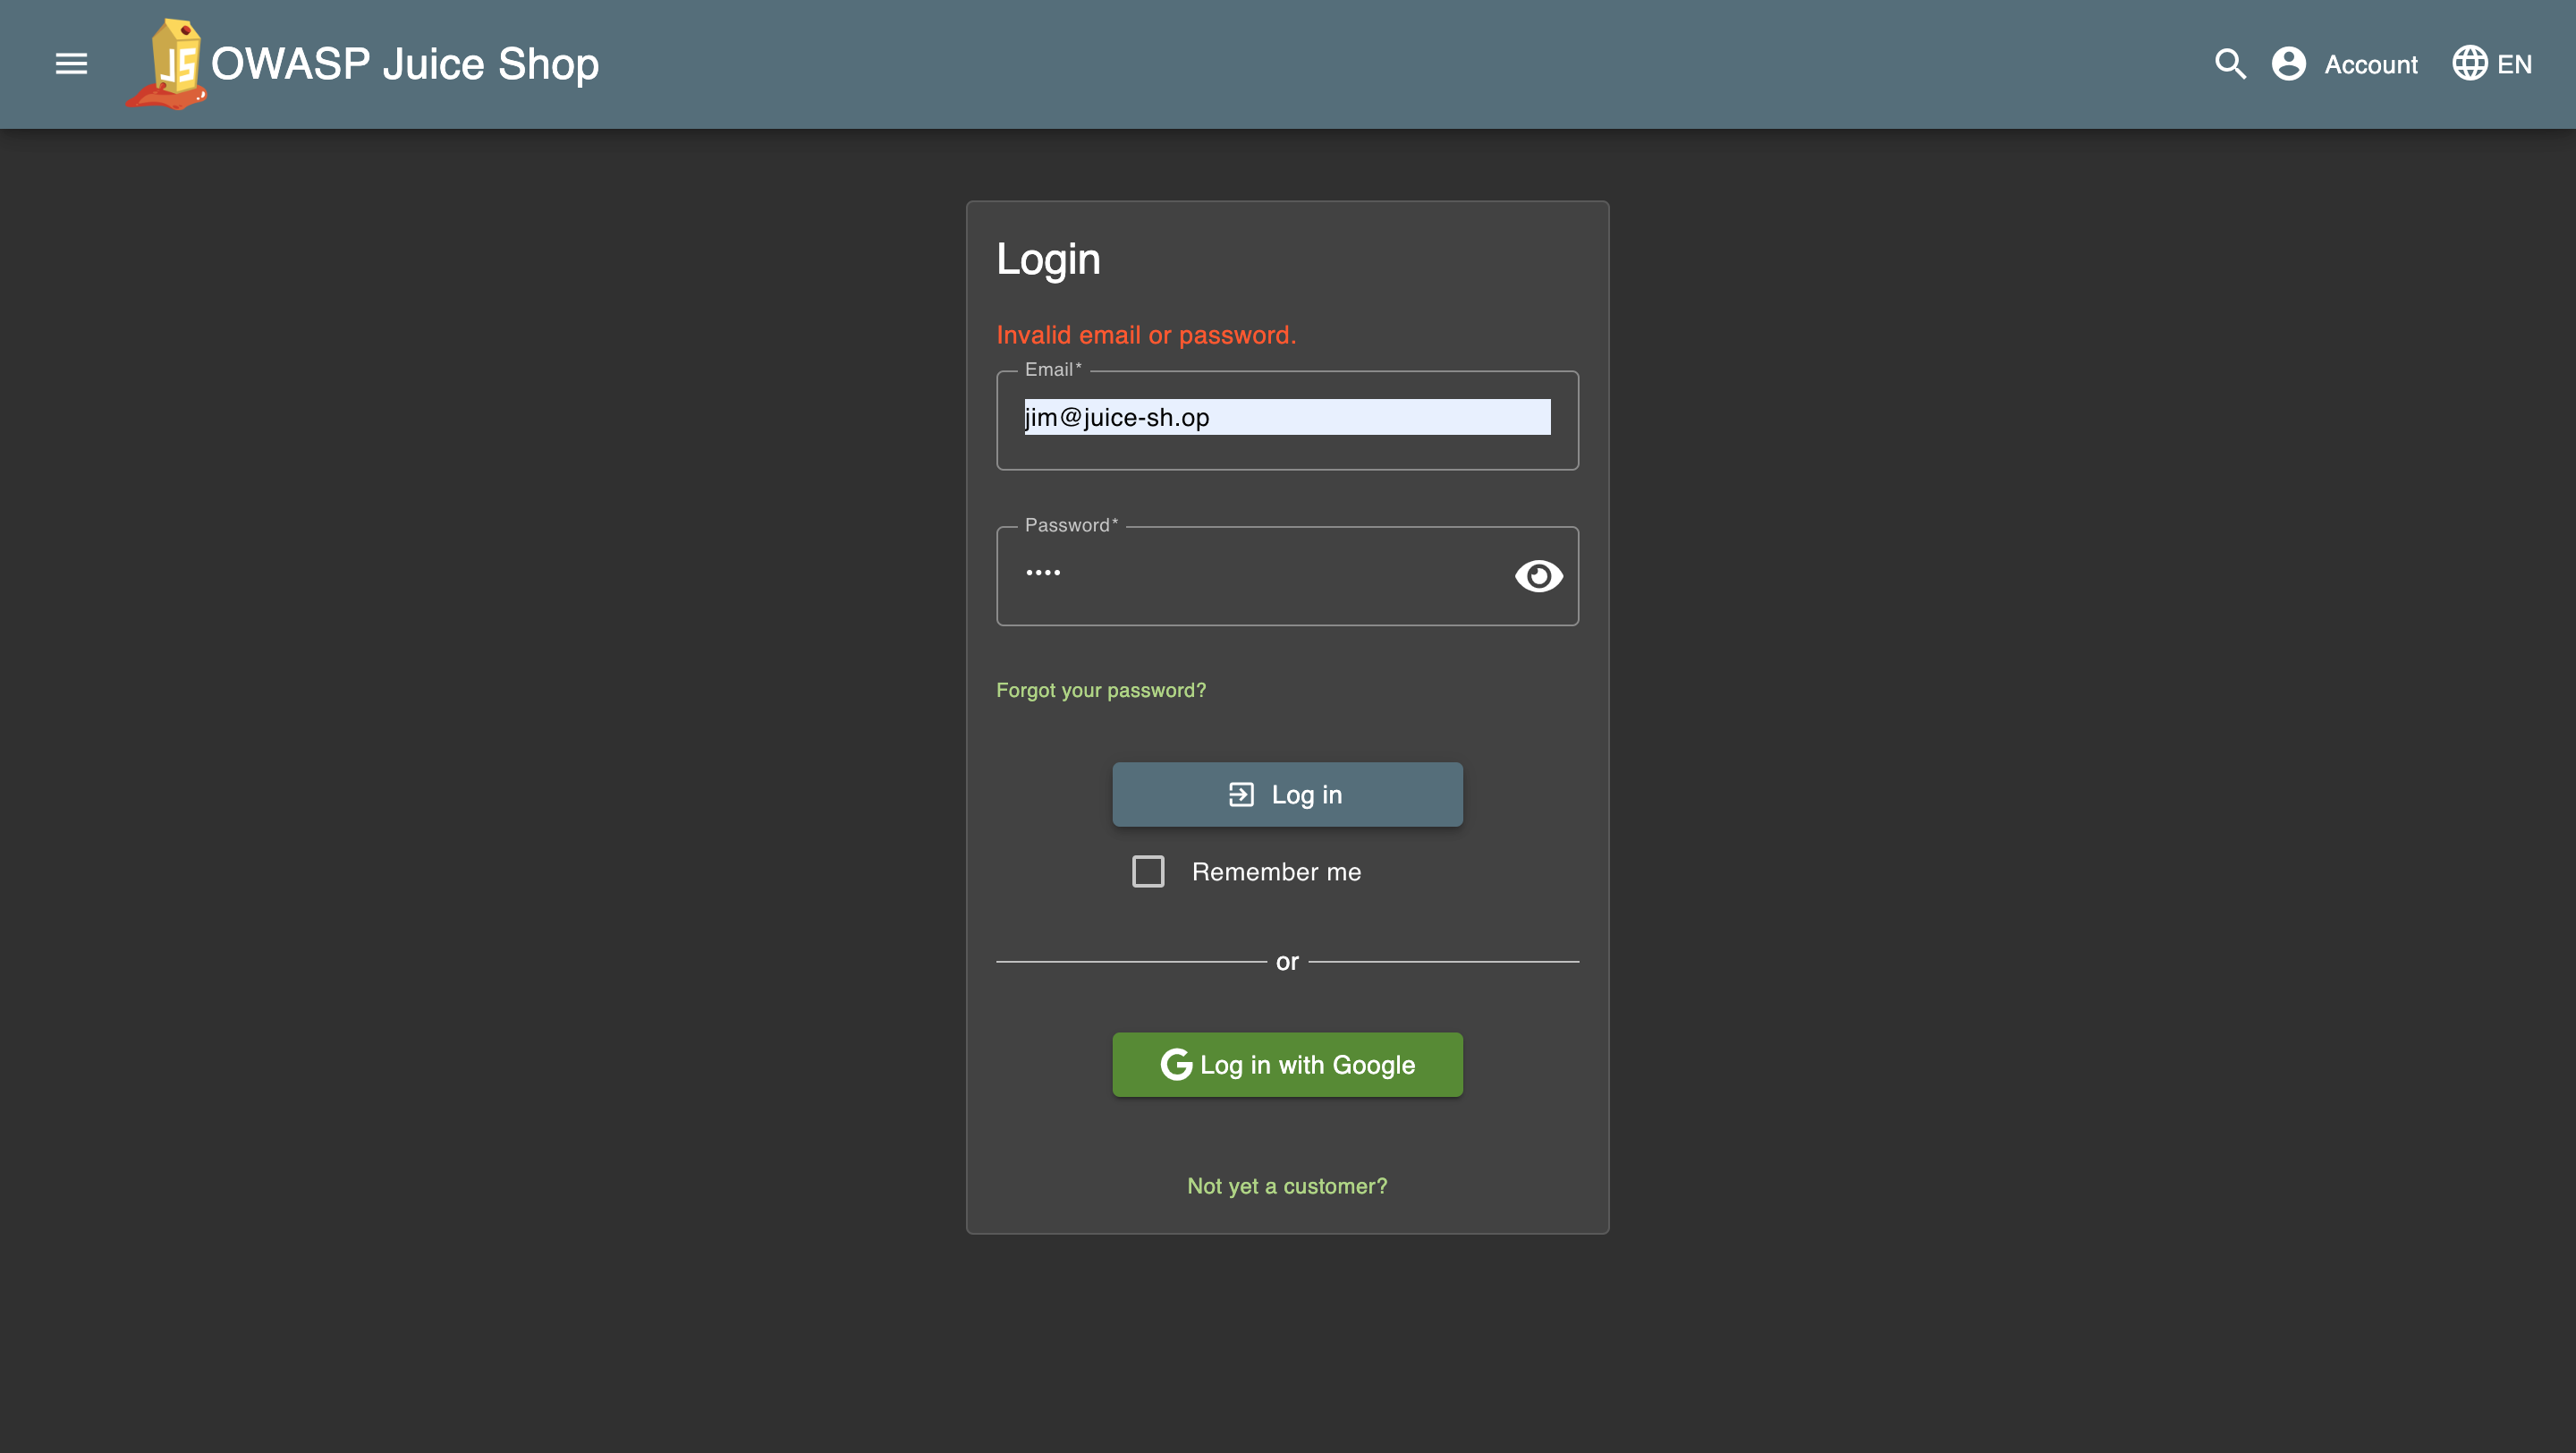 OWASP Juice Shop
Account
EN
Login
Invalid email or password.
Email*
jim@juice-sh.op
Password*
••••
Forgot your password?
Log in
Remember me
or
Log in with Google
Not yet a customer?